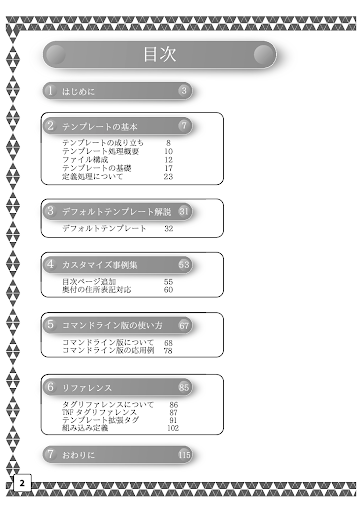 目次
1 はじめに 3
2 テンプレートの基本 7
テンプレートの成り立ち 8
テンプレート処理概要 10
ファイル構成 12
テンプレートの基礎 17
定義処理について 23
3 デフォルトテンプレート解説 31
デフォルトテンプレート 32
4 カスタマイズ事例集 53
目次ページ追加 55
奥付の住所表記対応 60
5 コマンドライン版の使い方 67
コマンドライン版について 68
コマンドライン版の応用例 78
6 リファレンス 85
タグリファレンスについて 86
TNFタグリファレンス 87
テンプレート拡張タグ 91
組み込み定義 102
7 おわりに 115
2